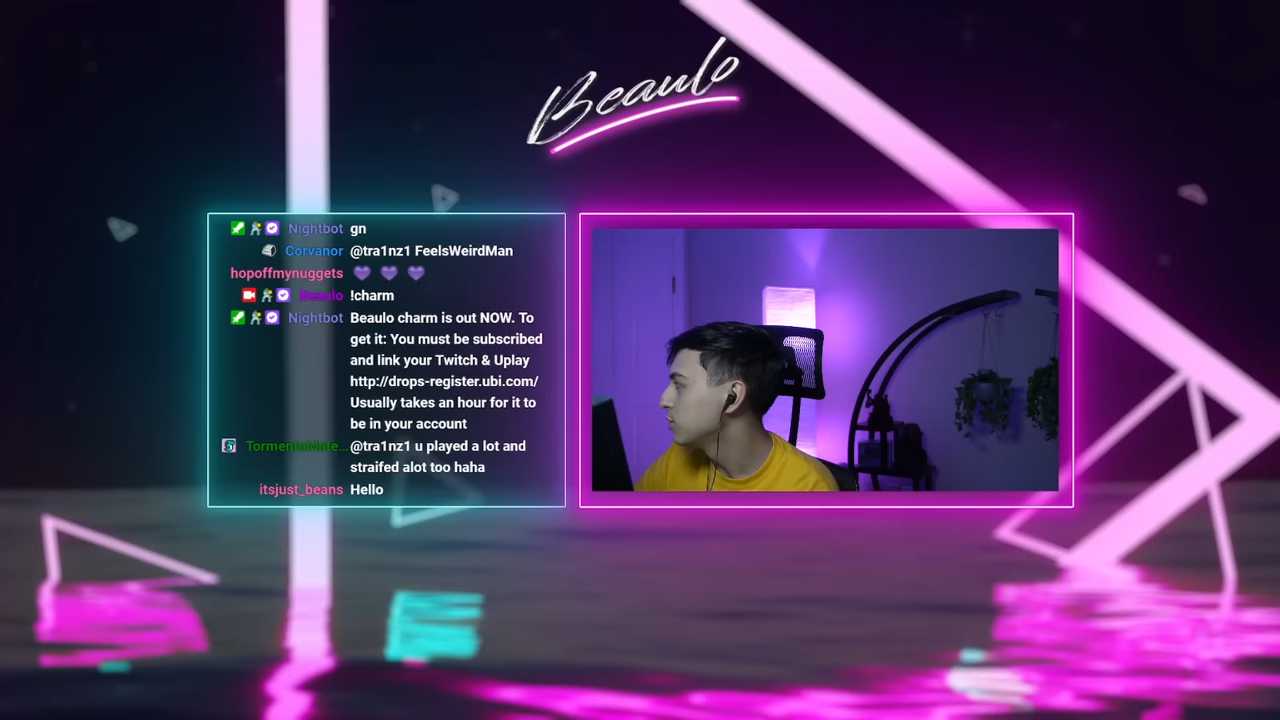 Beaulo
Nightbot gn
Corvanor @tra1nz1 FeelsWeirdMan
hopoffmynuggets
Beaulo !charm
Nightbot Beaulo charm is out NOW. To
get it: You must be subscribed
and link your Twitch & Uplay
http://drops-register.ubi.com/
Usually takes an hour for it to
be in your account
TormentoMate... @tra1nz1 u played a lot and
straifed alot too haha
itsjust_beans Hello